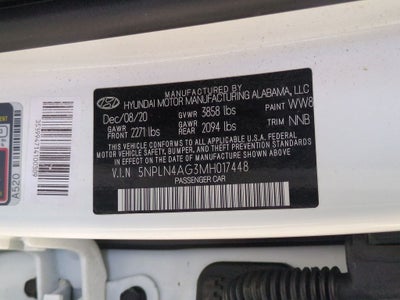 MANUFACTURED BY
HYUNDAI MOTOR MANUFACTURING ALABAMA, LLC
Dec/08/20 GVWR 3858 lbs PAINT WW8
GAWR FRT 2271 lbs GAWR RR 2094 lbs TRIM NNB
THIS VEHICLE CONFORMS TO ALL APPLICABLE U.S.A FEDERAL
MOTOR VEHICLE SAFETY, BUMPER, AND THEFT PREVENTION
STANDARDS IN EFFECT ON THE DATE OF MANUFACTURE SHOWN ABOVE.
V.I.N 5NPLN4AG3MH017448
PASSENGER CAR
A520